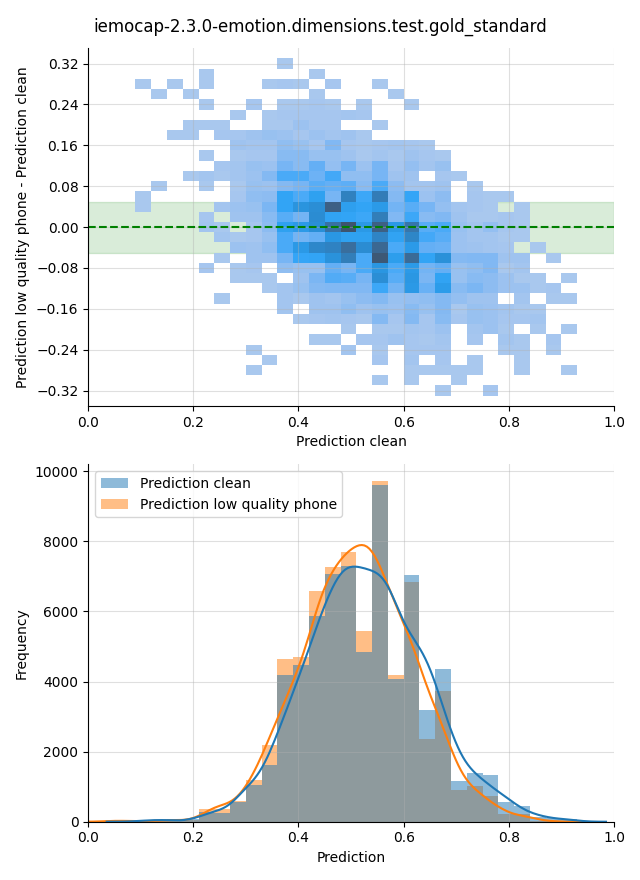 iemocap-2.3.0-emotion.dimensions.test.gold_standard
Prediction low quality phone - Prediction clean
0.32
0.24
0.16
0.08
0.00
−0.08
−0.16
−0.24
−0.32
0.0 0.2 0.4 0.6 0.8 1.0
Prediction clean
Frequency
10000
8000
6000
4000
2000
0
Prediction clean
Prediction low quality phone
0.0 0.2 0.4 0.6 0.8 1.0
Prediction